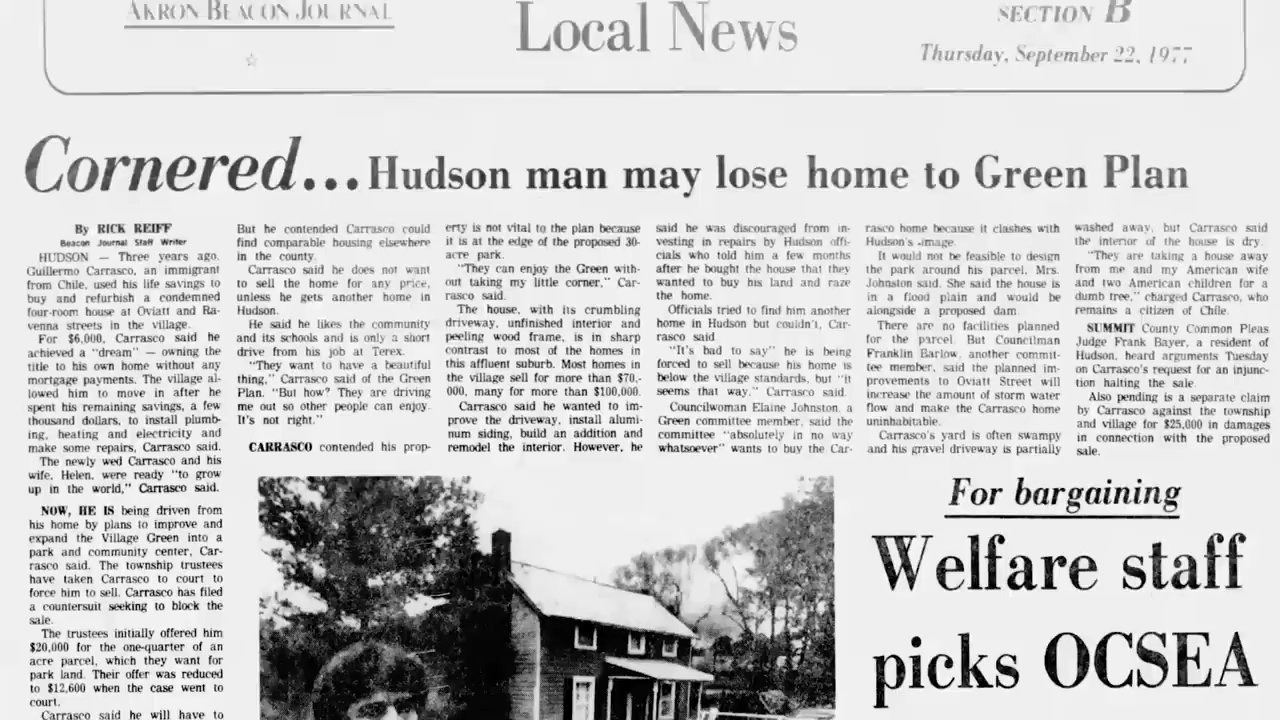 AKRON BEACON JOURNAL
Local News
SECTION B
Thursday, September 22, 1977
Cornered... Hudson man may lose home to Green Plan
By RICK REIFF
Beacon Journal Staff Writer
HUDSON — Three years ago,
Guillermo Carrasco, an immigrant
from Chile, used his life savings to
buy and refurbish a condemned
four-room house at Oviatt and Ra-
venna streets in the village.
For $6,000, Carrasco said he
achieved a "dream" — owning the
title to his own home without any
mortgage payments. The village al-
lowed him to move in after he
spent his remaining savings, a few
thousand dollars, to install plumb-
ing, heating and electricity and
make some repairs, Carrasco said.
The newly wed Carrasco and his
wife, Helen, were ready "to grow
up in the world," Carrasco said.
NOW, HE IS being driven from
his home by plans to improve and
expand the Village Green into a
park and community center, Car-
rasco said. The township trustees
have taken Carrasco to court to
force him to sell. Carrasco has filed
a countersuit seeking to block the
sale.
The trustees initially offered him
$20,000 for the one-quarter of an
acre parcel, which they want for
park land. Their offer was reduced
to $12,600 when the case went to
court.
Carrasco said he will have to
But he contended Carrasco could
find comparable housing elsewhere
in the county.
Carrasco said he does not want
to sell the home for any price,
unless he gets another home in
Hudson.
He said he likes the community
and its schools and is only a short
drive from his job at Terex.
"They want to have a beautiful
thing," Carrasco said of the Green
Plan. "But how? They are driving
me out so other people can enjoy.
It's not right."
CARRASCO contended his prop-
erty is not vital to the plan because
it is at the edge of the proposed 30-
acre park.
"They can enjoy the Green with-
out taking my little corner," Car-
rasco said.
The house, with its crumbling
driveway, unfinished interior and
peeling wood frame, is in sharp
contrast to most of the homes in
this affluent suburb. Most homes in
the village sell for more than $70,-
000, many for more than $100,000.
Carrasco said he wanted to im-
prove the driveway, install alumi-
num siding, build an addition and
remodel the interior. However, he
said he was discouraged from in-
vesting in repairs by Hudson offi-
cials who told him a few months
after he bought the house that they
wanted to buy his land and raze
the home.
Officials tried to find him another
home in Hudson but couldn't, Car-
rasco said.
"It's bad to say" he is being
forced to sell because his home is
below the village standards, but "it
seems that way," Carrasco said.
Councilwoman Elaine Johnston, a
Green committee member, said the
committee "absolutely in no way
whatsoever" wants to buy the Car-
rasco home because it clashes with
Hudson's image.
It would not be feasible to design
the park around his parcel, Mrs.
Johnston said. She said the house is
in a flood plain and would be
alongside a proposed dam.
There are no facilities planned
for the parcel. But Councilman
Franklin Barlow, another commit-
tee member, said the planned im-
provements to Oviatt Street will
increase the amount of storm water
flow and make the Carrasco home
uninhabitable.
Carrasco's yard is often swampy
and his gravel driveway is partially
washed away, but Carrasco said
the interior of the house is dry.
"They are taking a house away
from me and my American wife
and two American children for a
dumb tree," charged Carrasco, who
remains a citizen of Chile.
SUMMIT County Common Pleas
Judge Frank Bayer, a resident of
Hudson, heard arguments Tuesday
on Carrasco's request for an injunc-
tion halting the sale.
Also pending is a separate claim
by Carrasco against the township
and village for $25,000 in damages
in connection with the proposed
sale.
For bargaining
Welfare staff
picks OCSEA